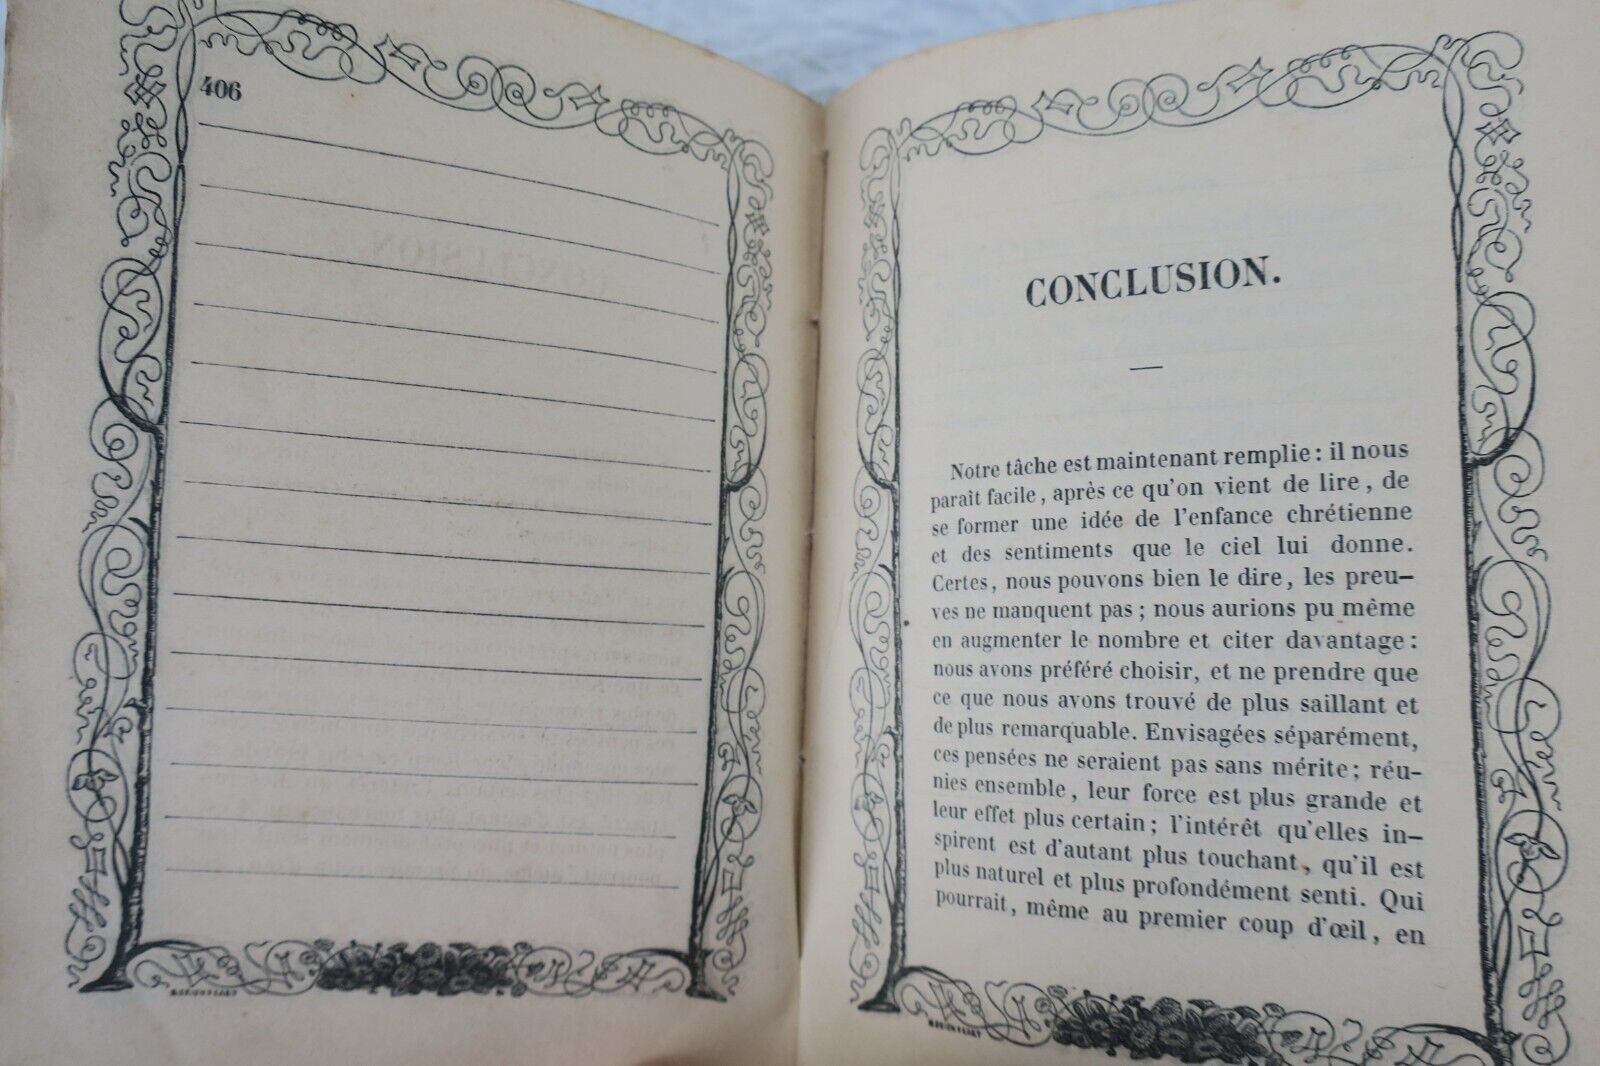 406
CONCLUSION.
Notre tâche est maintenant remplie : il nous
paraît facile, après ce qu'on vient de lire, de
se former une idée de l'enfance chrétienne
et des sentiments que le ciel lui donne.
Certes, nous pouvons bien le dire, les preu–
ves ne manquent pas ; nous aurions pu même
en augmenter le nombre et citer davantage :
nous avons préféré choisir, et ne prendre que
ce que nous avons trouvé de plus saillant et
de plus remarquable. Envisagées séparément,
ces pensées ne seraient pas sans mérite ; réu–
nies ensemble, leur force est plus grande et
leur effet plus certain ; l'intérêt qu'elles in–
spirent est d'autant plus touchant, qu'il est
plus naturel et plus profondément senti. Qui
pourrait, même au premier coup d'œil, en